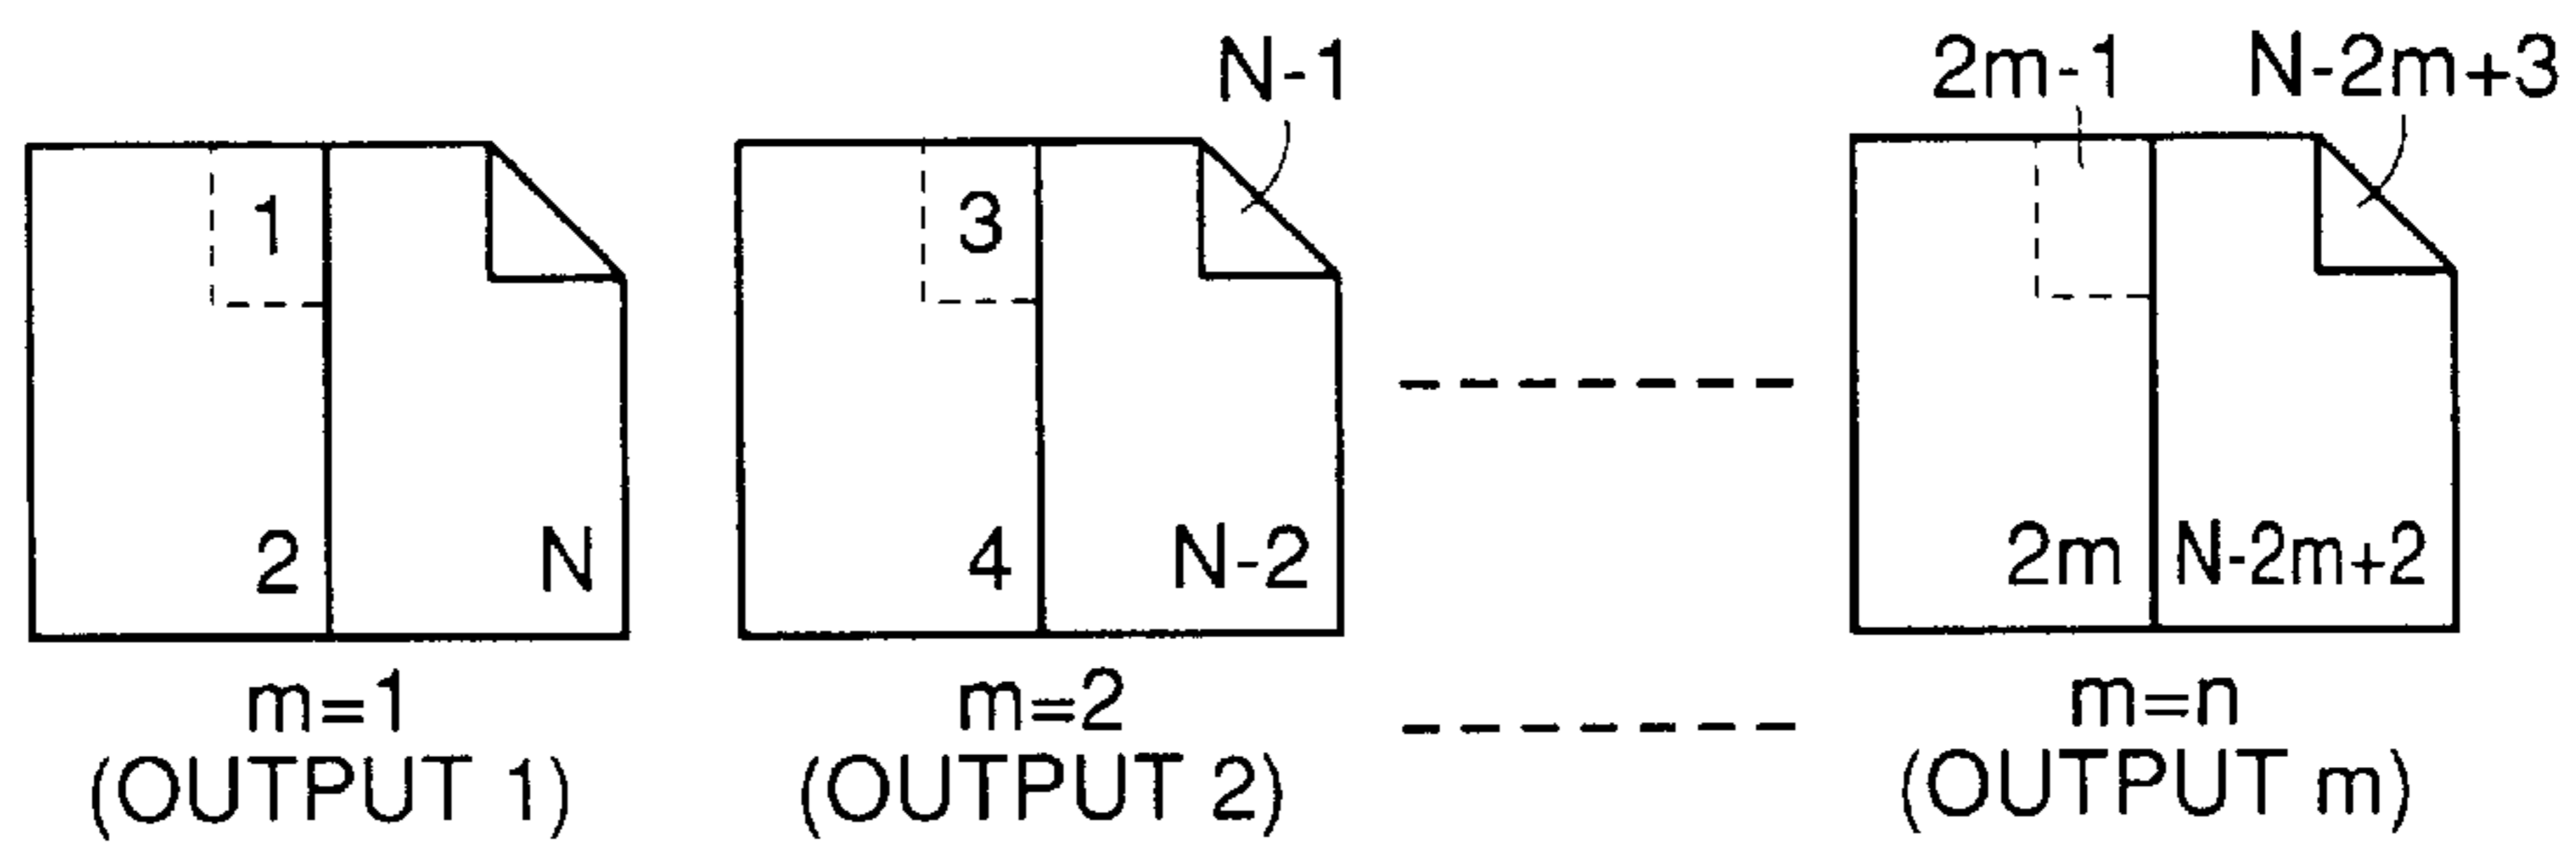 N-1
2m-1 N-2m+3
1 3
2 N 4 N-2 2m N-2m+2
m=1 m=2 m=n
(OUTPUT 1) (OUTPUT 2) (OUTPUT m)